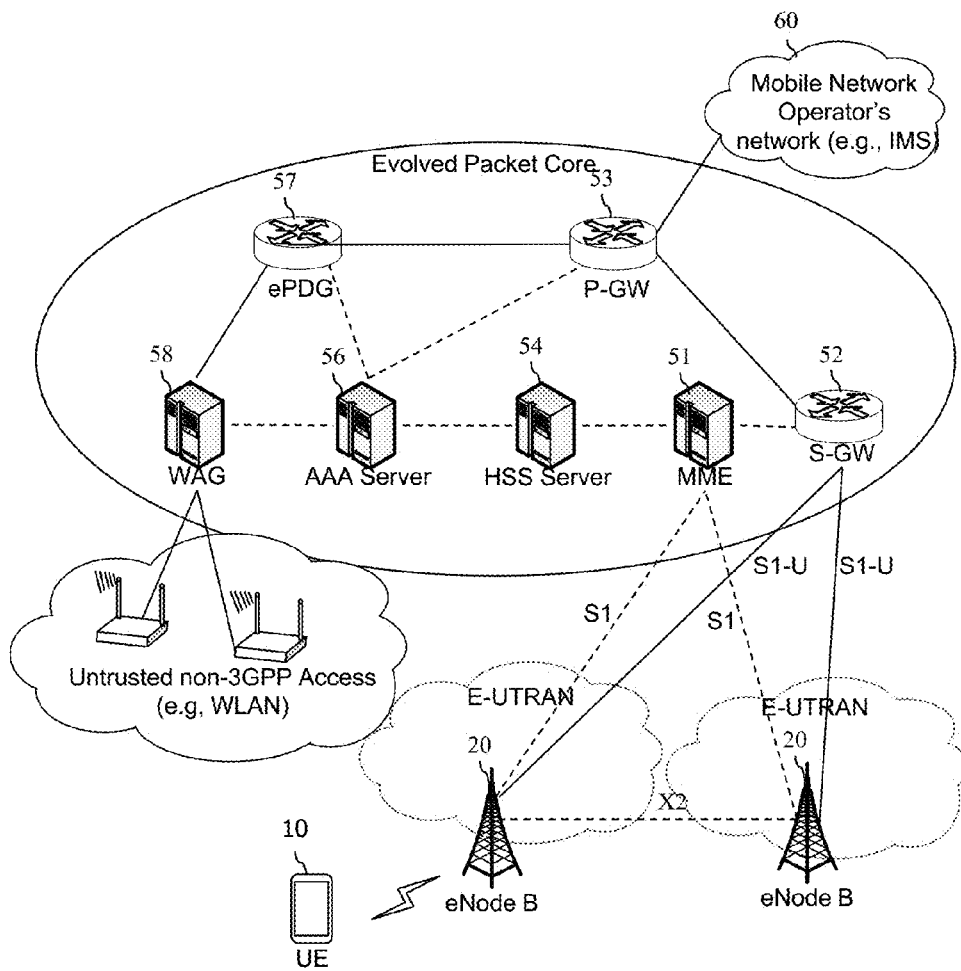 60
Mobile Network
Operator's
network (e.g., IMS)
Evolved Packet Core
57
53
ePDG
P-GW
58
56
54
51
52
WAG
AAA Server
HSS Server
MME
S-GW
S1-U
S1-U
S1
S1
Untrusted non-3GPP Access
(e.g, WLAN)
E-UTRAN
E-UTRAN
20
20
X2
10
eNode B
eNode B
UE